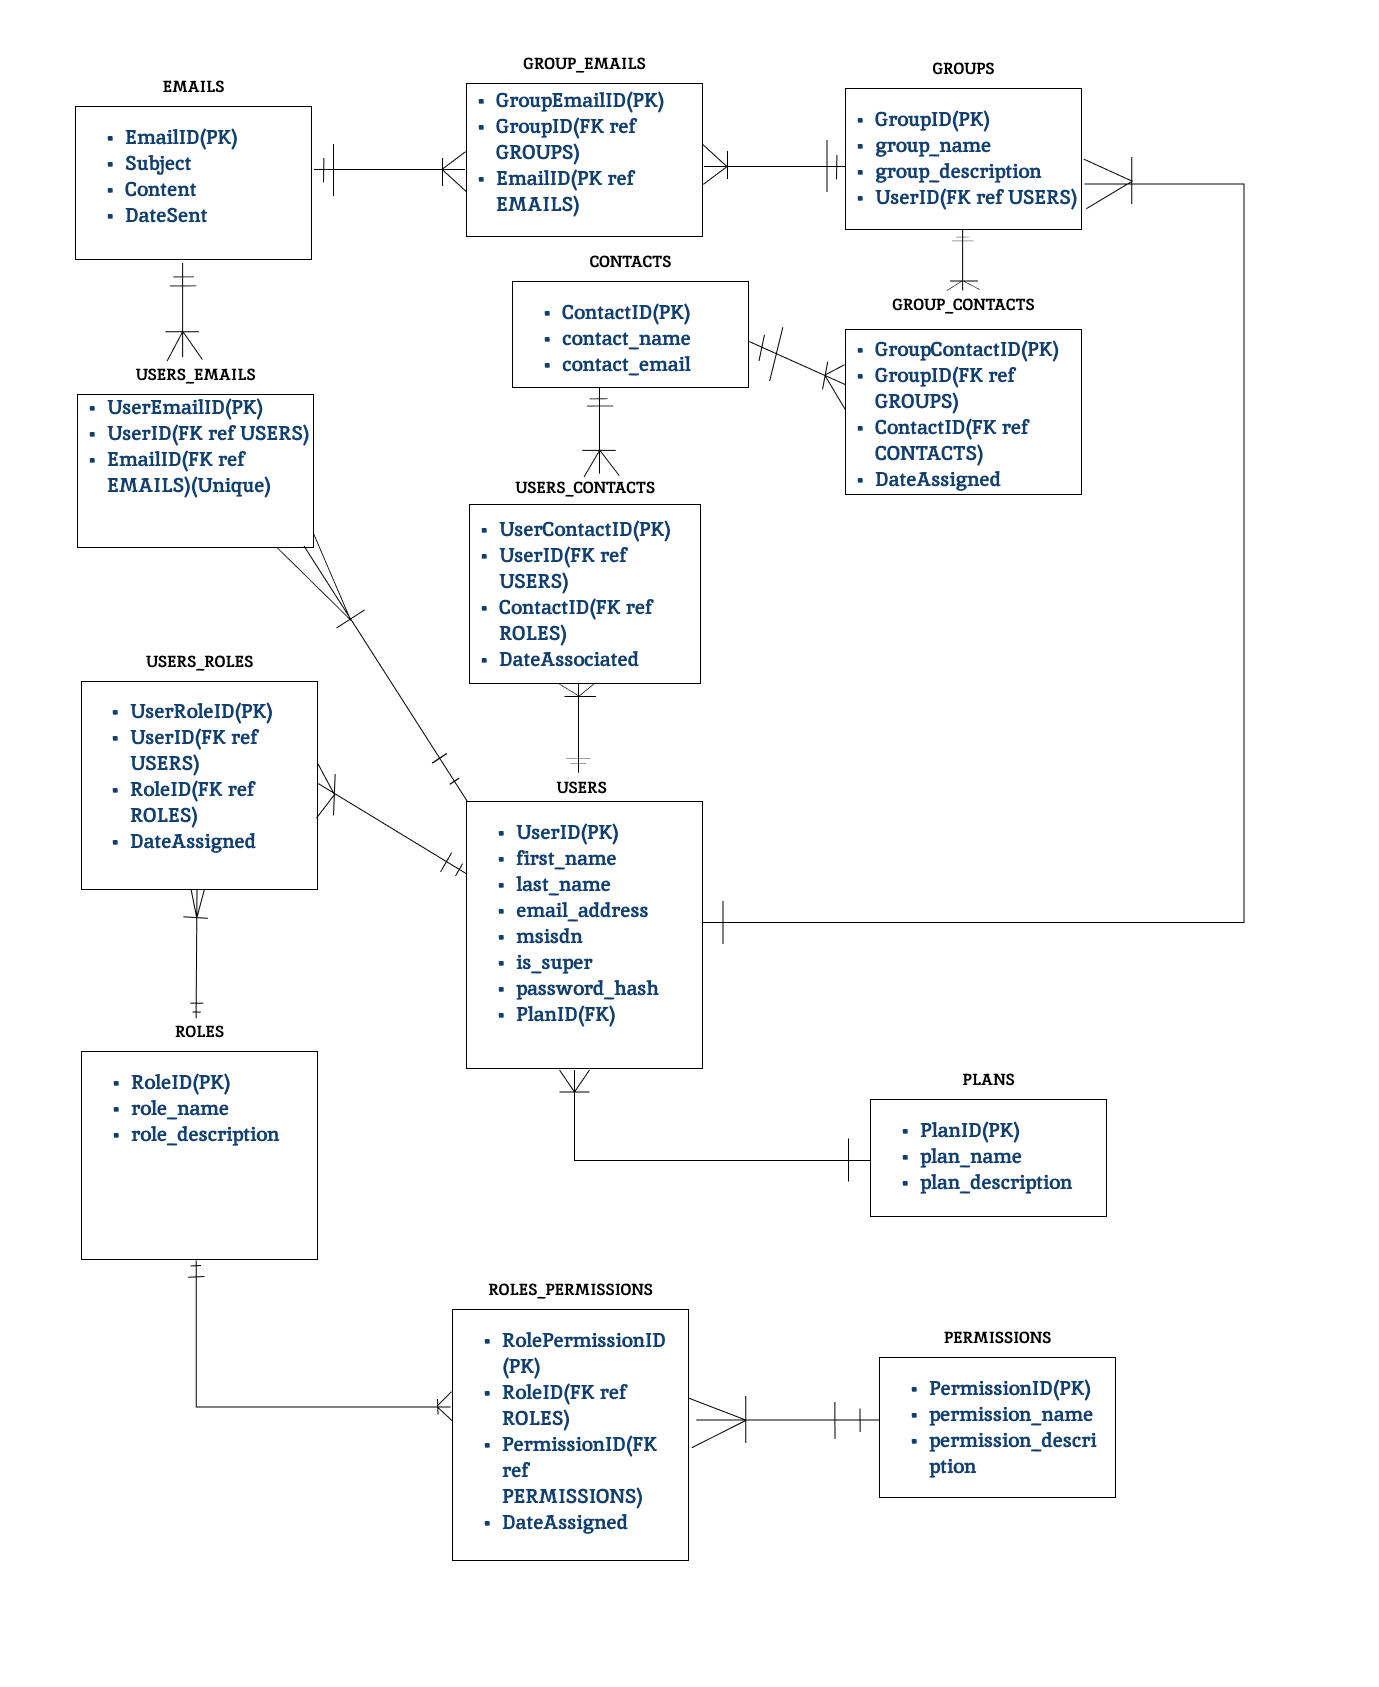 EMAILS
EmailID(PK)
Subject
Content
DateSent
GROUP_EMAILS
GroupEmailID(PK)
GroupID(FK ref
GROUPS)
EmailID(PK ref
EMAILS)
GROUPS
GroupID(PK)
group_name
group_description
UserID(FK ref USERS)
CONTACTS
ContactID(PK)
contact_name
contact_email
GROUP_CONTACTS
GroupContactID(PK)
GroupID(FK ref
GROUPS)
ContactID(FK ref
CONTACTS)
DateAssigned
USERS_EMAILS
UserEmailID(PK)
UserID(FK ref USERS)
EmailID(FK ref
EMAILS)(Unique)
USERS_CONTACTS
UserContactID(PK)
UserID(FK ref
USERS)
ContactID(FK ref
ROLES)
DateAssociated
USERS_ROLES
UserRoleID(PK)
UserID(FK ref
USERS)
RoleID(FK ref
ROLES)
DateAssigned
USERS
UserID(PK)
first_name
last_name
email_address
msisdn
is_super
password_hash
PlanID(FK)
ROLES
RoleID(PK)
role_name
role_description
PLANS
PlanID(PK)
plan_name
plan_description
ROLES_PERMISSIONS
RolePermissionID
(PK)
RoleID(FK ref
ROLES)
PermissionID(FK
ref
PERMISSIONS)
DateAssigned
PERMISSIONS
PermissionID(PK)
permission_name
permission_descri
ption